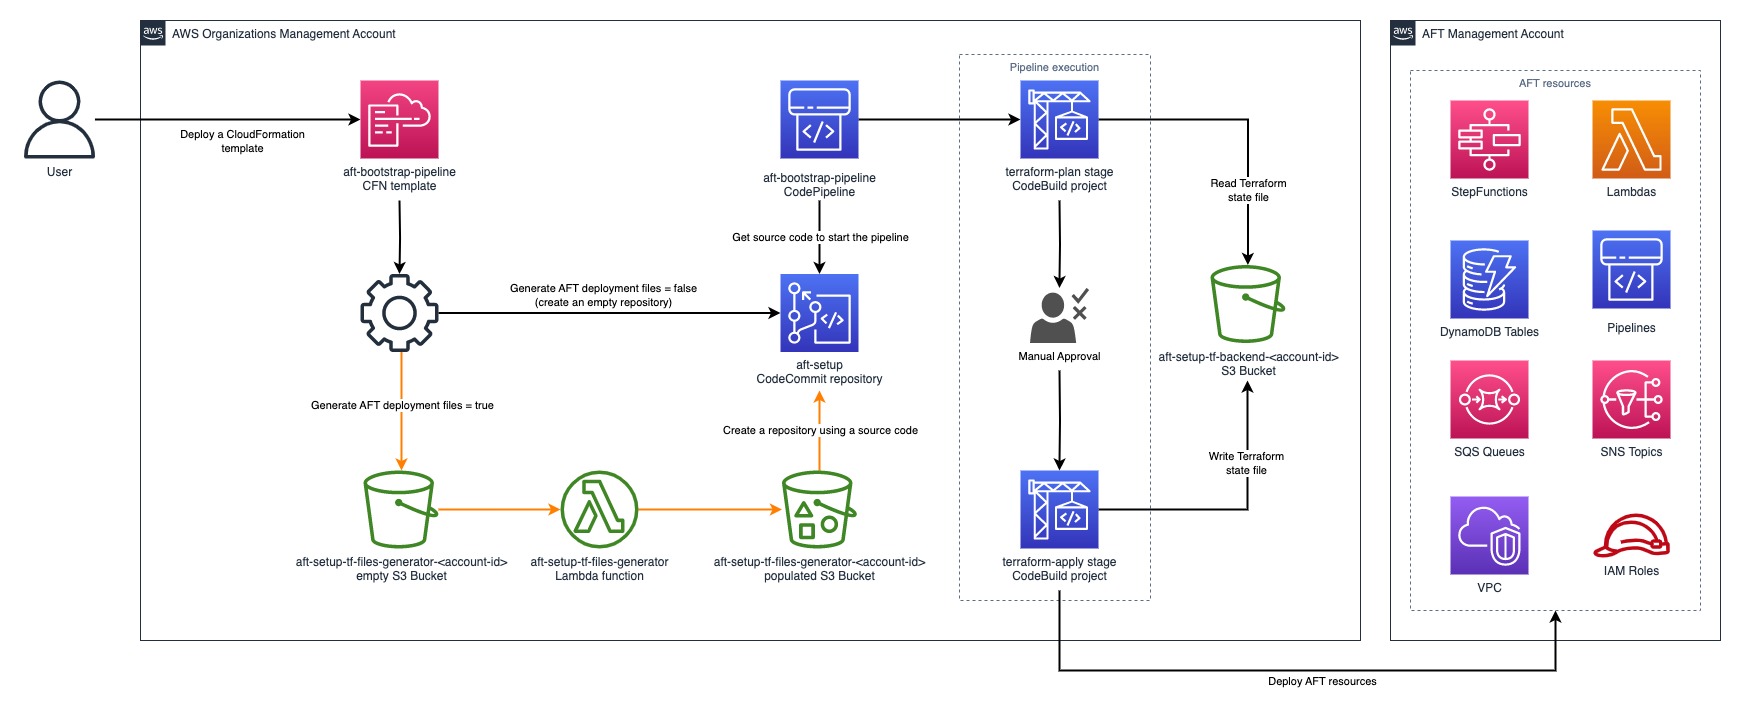 aws
AWS Organizations Management Account
aws
AFT Management Account
User
Deploy a CloudFormation
template
aft-bootstrap-pipeline
CFN template
aft-bootstrap-pipeline
CodePipeline
Get source code to start the pipeline
Generate AFT deployment files = false
(create an empty repository)
aft-setup
CodeCommit repository
Generate AFT deployment files = true
Create a repository using a source code
aft-setup-tf-files-generator-<account-id>
empty S3 Bucket
aft-setup-tf-files-generator
Lambda function
aft-setup-tf-files-generator-<account-id>
populated S3 Bucket
Pipeline execution
terraform-plan stage
CodeBuild project
Manual Approval
terraform-apply stage
CodeBuild project
Read Terraform
state file
aft-setup-tf-backend-<account-id>
S3 Bucket
Write Terraform
state file
Deploy AFT resources
AFT resources
StepFunctions
Lambdas
DynamoDB Tables
Pipelines
SQS Queues
SNS Topics
VPC
IAM Roles